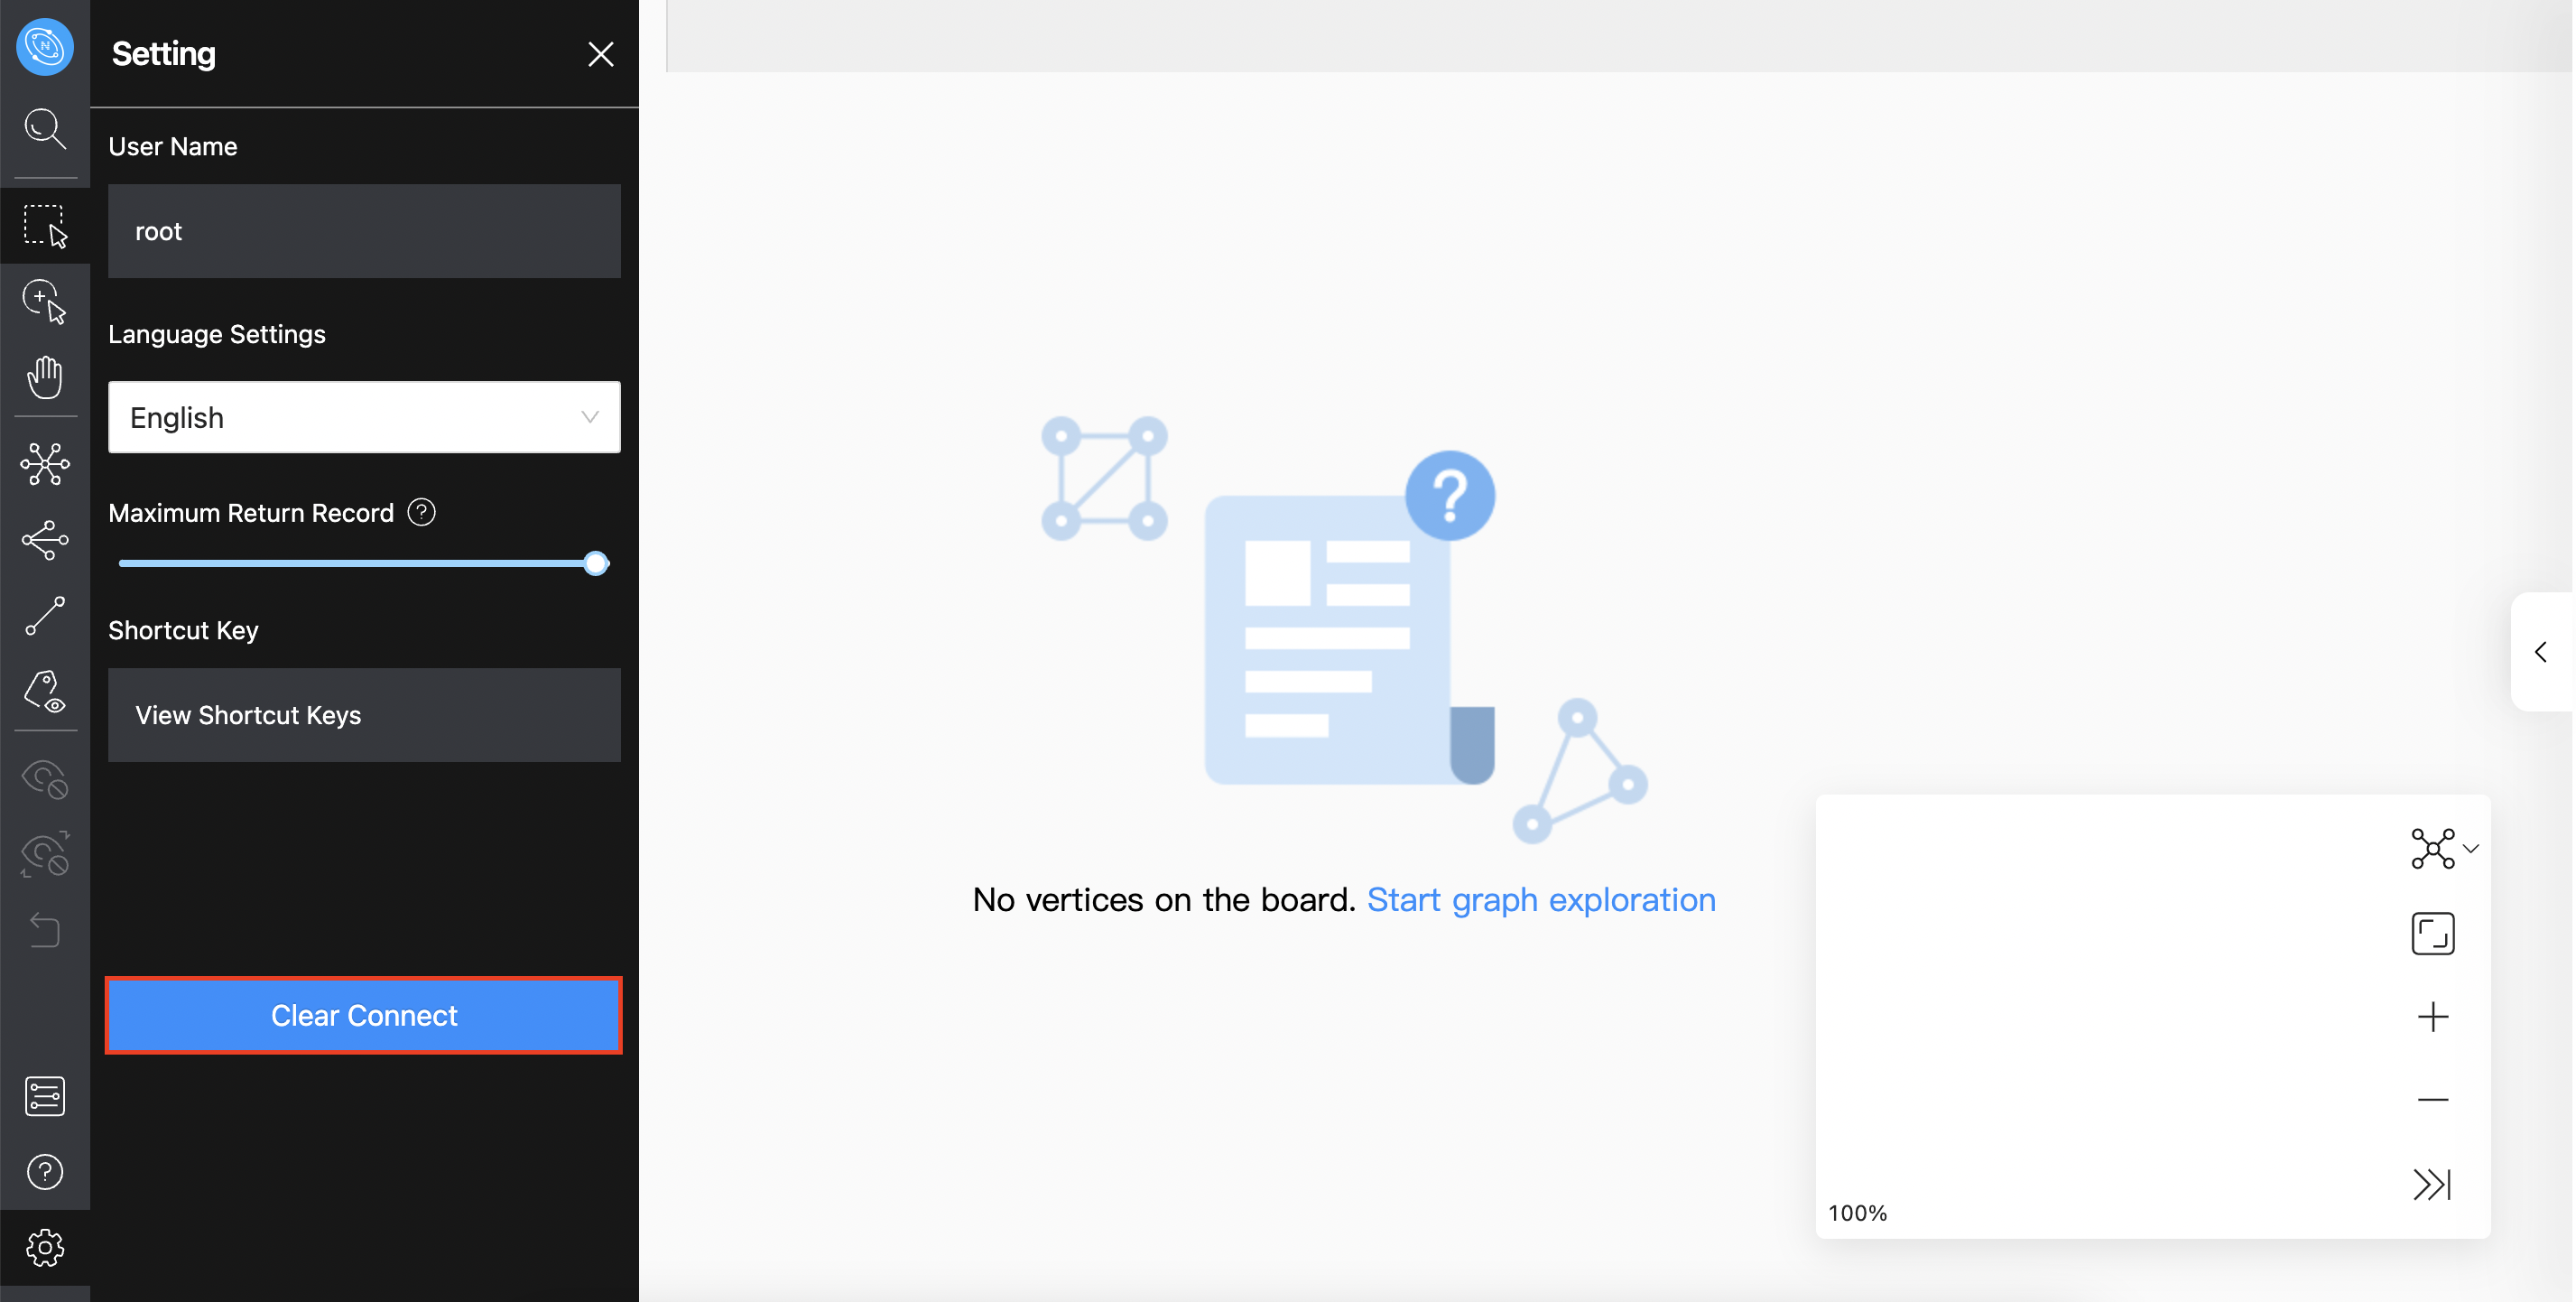 Setting
User Name
root
Language Settings
English
Maximum Return Record
Shortcut Key
View Shortcut Keys
Clear Connect
No vertices on the board. Start graph exploration
100%